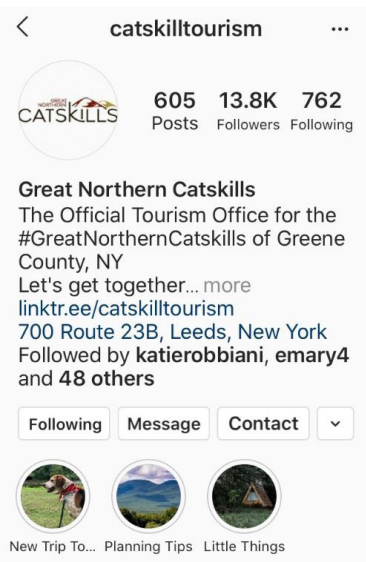 catskilltourism
GREAT
NORTHERN
CATSKILLS
605 13.8K 762
Posts Followers Following
Great Northern Catskills
The Official Tourism Office for the
#GreatNorthernCatskills of Greene
County, NY
Let's get together... more
linktr.ee/catskilltourism
700 Route 23B, Leeds, New York
Followed by katierobbiani, emary4
and 48 others
Following Message Contact
New Trip To... Planning Tips Little Things